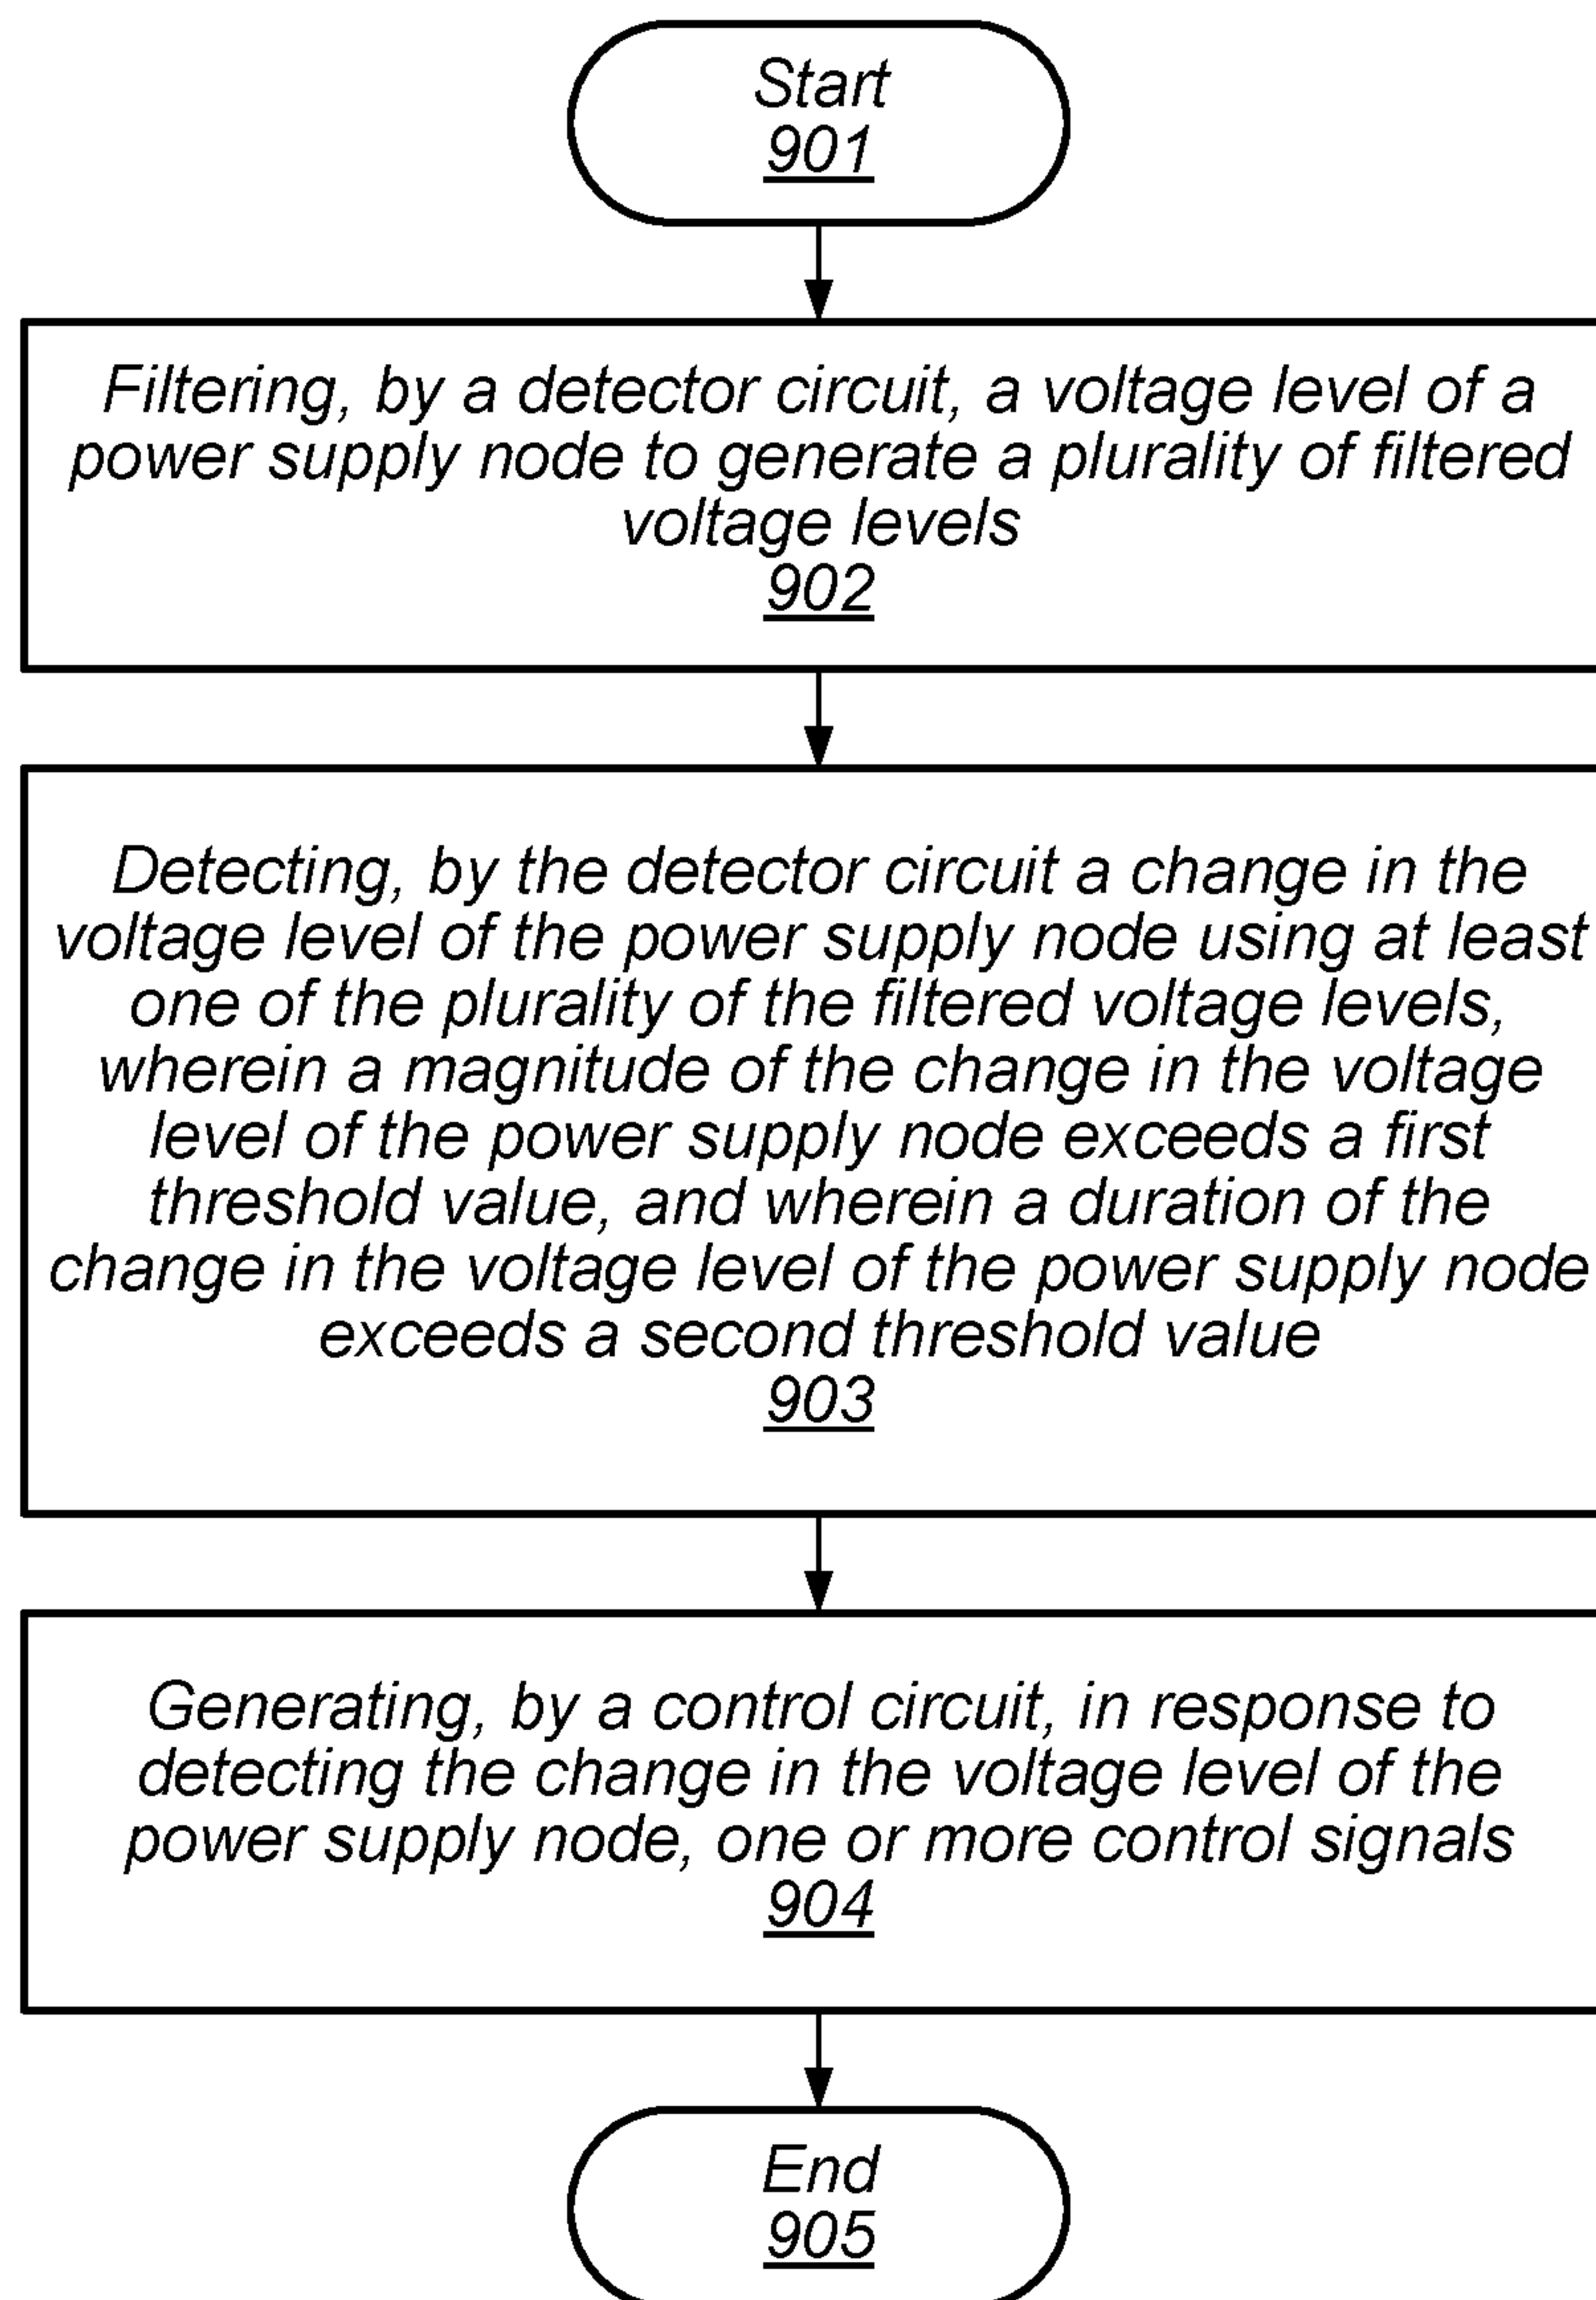 Start
901
Filtering, by a detector circuit, a voltage level of a
power supply node to generate a plurality of filtered
voltage levels
902
Detecting, by the detector circuit a change in the
voltage level of the power supply node using at least
one of the plurality of the filtered voltage levels,
wherein a magnitude of the change in the voltage
level of the power supply node exceeds a first
threshold value, and wherein a duration of the
change in the voltage level of the power supply node
exceeds a second threshold value
903
Generating, by a control circuit, in response to
detecting the change in the voltage level of the
power supply node, one or more control signals
904
End
905